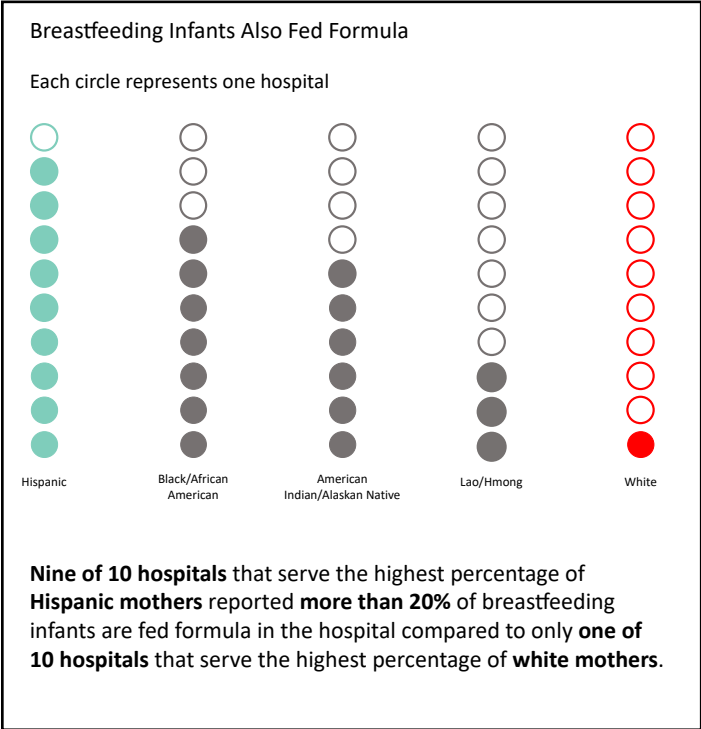 Breastfeeding Infants Also Fed Formula
Each circle represents one hospital
Hispanic
Black/African
American
American
Indian/Alaskan Native
Lao/Hmong
White
Nine of 10 hospitals that serve the highest percentage of
Hispanic mothers reported more than 20% of breastfeeding
infants are fed formula in the hospital compared to only one of
10 hospitals that serve the highest percentage of white mothers.